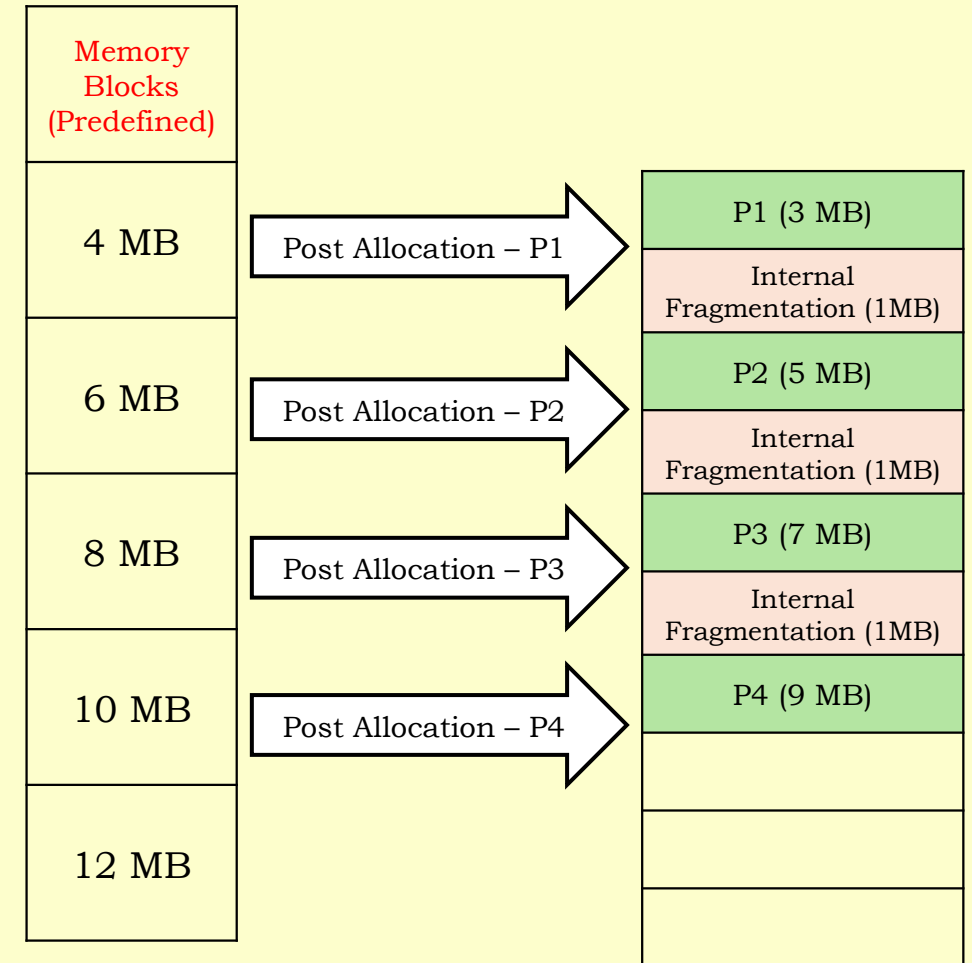 Memory
Blocks
(Predefined)
4 MB
6 MB
8 MB
10 MB
12 MB
Post Allocation – P1
Post Allocation – P2
Post Allocation – P3
Post Allocation – P4
P1 (3 MB)
Internal
Fragmentation (1MB)
P2 (5 MB)
Internal
Fragmentation (1MB)
P3 (7 MB)
Internal
Fragmentation (1MB)
P4 (9 MB)